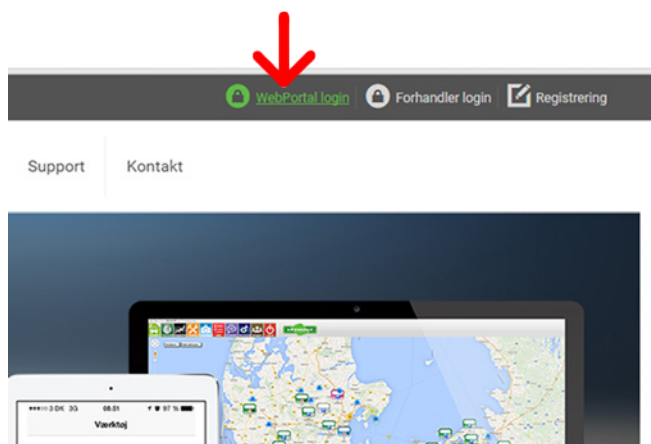 WebPortal login Forhandler login Registrering
Support Kontakt
3 DK 3G 08.51 97 %
Værktøj